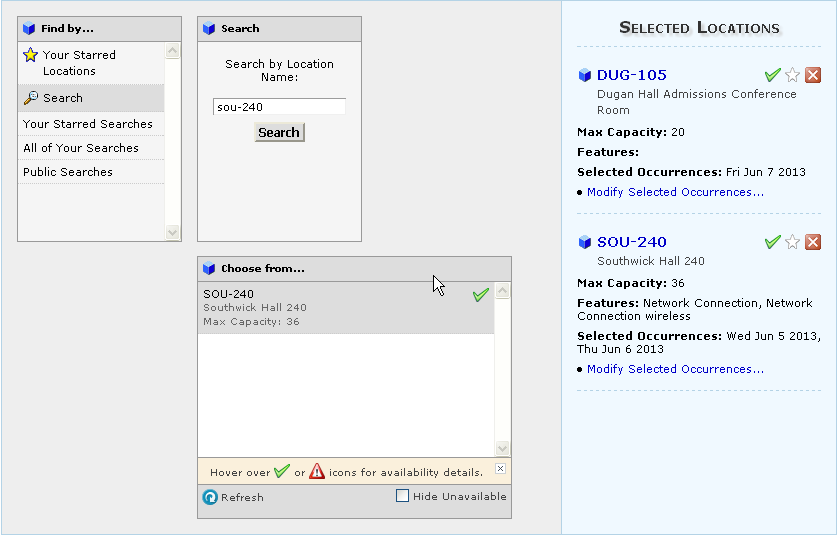 Find by...
Your Starred
Locations
Search
Your Starred Searches
All of Your Searches
Public Searches
Search
Search by Location
Name:
sou-240
Search
Choose from...
SOU-240
Southwick Hall 240
Max Capacity: 36
Hover over or icons for availability details.
Refresh
Hide Unavailable
Selected Locations
DUG-105
Dugan Hall Admissions Conference
Room
Max Capacity: 20
Features:
Selected Occurrences: Fri Jun 7 2013
• Modify Selected Occurrences...
SOU-240
Southwick Hall 240
Max Capacity: 36
Features: Network Connection, Network
Connection wireless
Selected Occurrences: Wed Jun 5 2013,
Thu Jun 6 2013
• Modify Selected Occurrences...